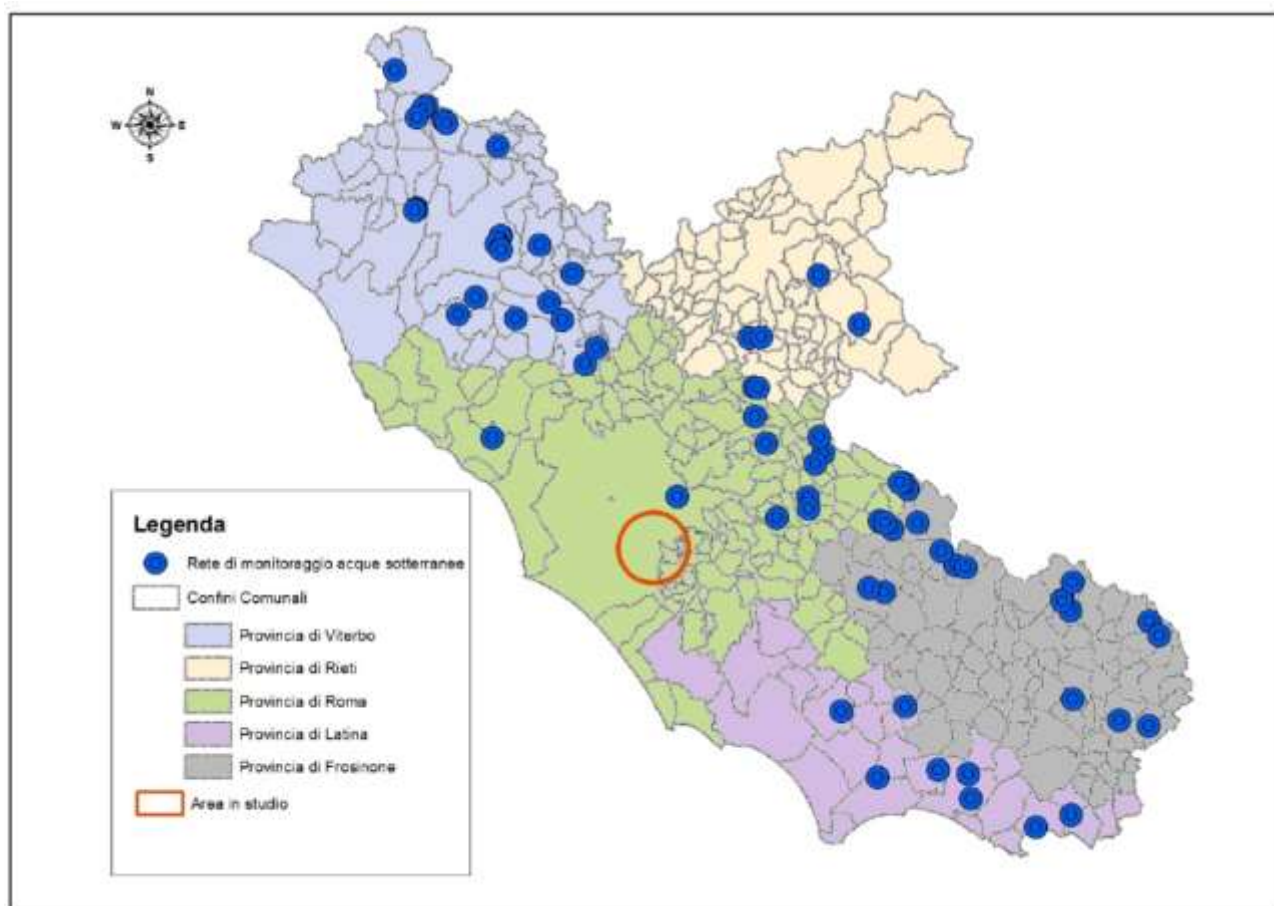 N
W E
S
Legenda
Rete di monitoraggio acque sotterranee
Confini Comunali
Provincia di Viterbo
Provincia di Rieti
Provincia di Roma
Provincia di Latina
Provincia di Frosinone
Area in studio